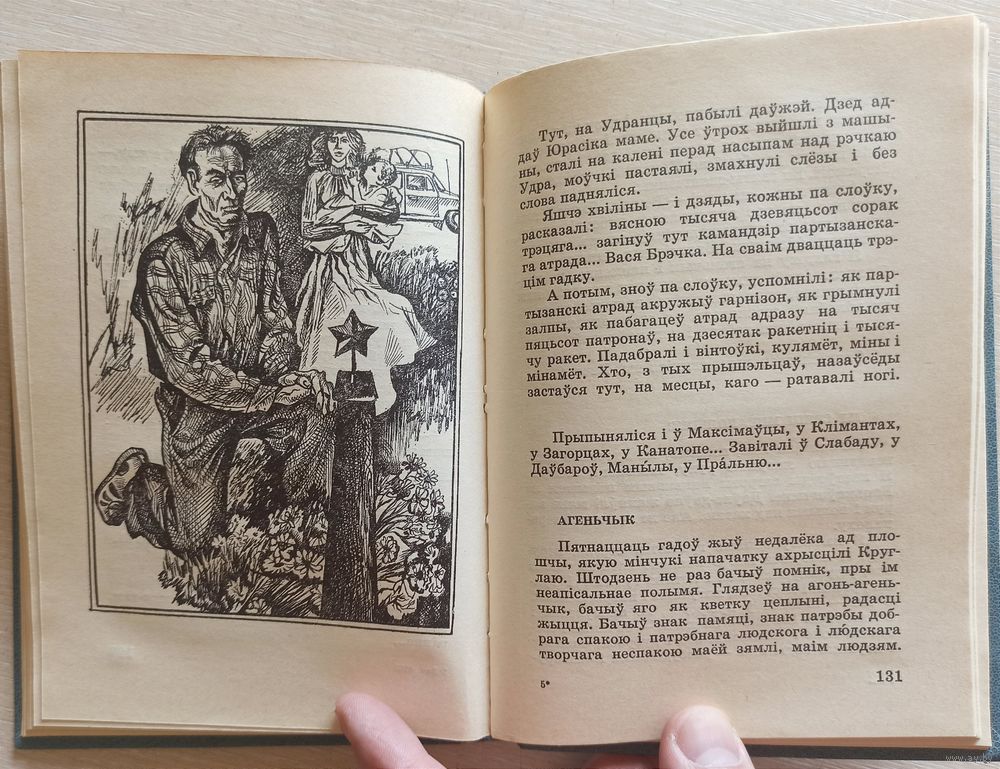 Тут, на Удранцы, пабылі даўжэй. Дзед ад-
даў Юрасіка маме. Усе ўтрох выйшлі з машы-
ны, сталі на калені перад насыпам над рэчкаю
Удра, моўчкі пастаялі, змахнулі слёзы і без
слова падняліся.
Яшчэ хвіліны — і дзяды, кожны па слоўку,
расказалі: вясною тысяча дзевяцьсот сорак
трэцяга... загінуў тут камандзір партызанска-
га атрада... Вася Брэчка. На сваім дваццаць трэ-
цім гадку.
А потым, зноў па слоўку, успомнілі: як пар-
тызанскі атрад акружыў гарнізон, як грымнулі
залпы, як пабагацеў атрад адразу на тысяч
пяцьсот патронаў, на дзесятак ракетніц і тыся-
чу ракет. Падабралі і вінтоўкі, кулямёт, міны і
мінамёт. Хто, з тых прышэльцаў, назаўсёды
застаўся тут, на месцы, каго — ратавалі ногі.
Прыпыняліся і ў Максімаўцы, у Клімантах,
у Загорцах, у Канатопе... Завіталі ў Слабаду, у
Даўбароў, Маны́лы, у Пра́льню...
АГЕНЬЧЫК
Пятнаццаць гадоў жыў недалёка ад пло-
шчы, якую мінчукі напачатку ахрысцілі Круг-
лаю. Штодзень не раз бачыў помнік, пры ім
неапісальнае полымя. Глядзеў на агонь-агень-
чык, бачыў яго як кветку цеплыні, радасці
жыцця. Бачыў знак памяці, знак патрэбы доб-
рага спакою і патрэбнага людскога і лю́дскага
творчага неспакою маёй зямлі, маім людзям.
5*
131
www.ay.by